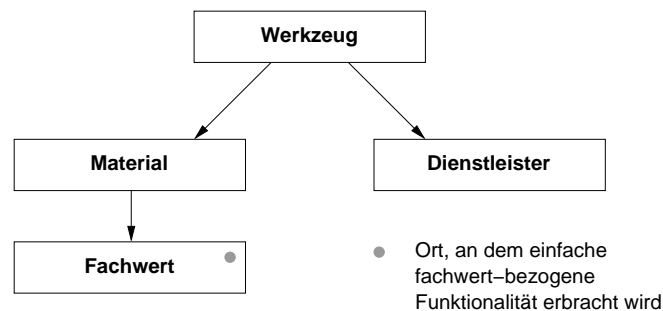 Werkzeug
Material
Dienstleister
Fachwert
Ort, an dem einfache
fachwert−bezogene
Funktionalität erbracht wird